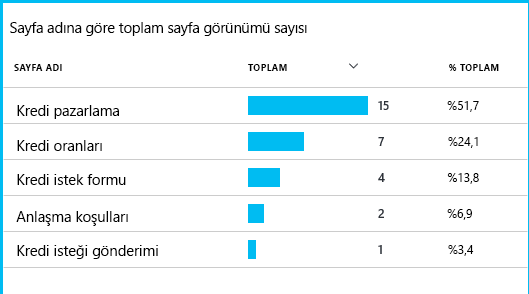 Sayfa adına göre toplam sayfa görünümü sayısı
SAYFA ADI TOPLAM % TOPLAM
Kredi pazarlama 15 %51,7
Kredi oranları 7 %24,1
Kredi istek formu 4 %13,8
Anlaşma koşulları 2 %6,9
Kredi isteği gönderimi 1 %3,4